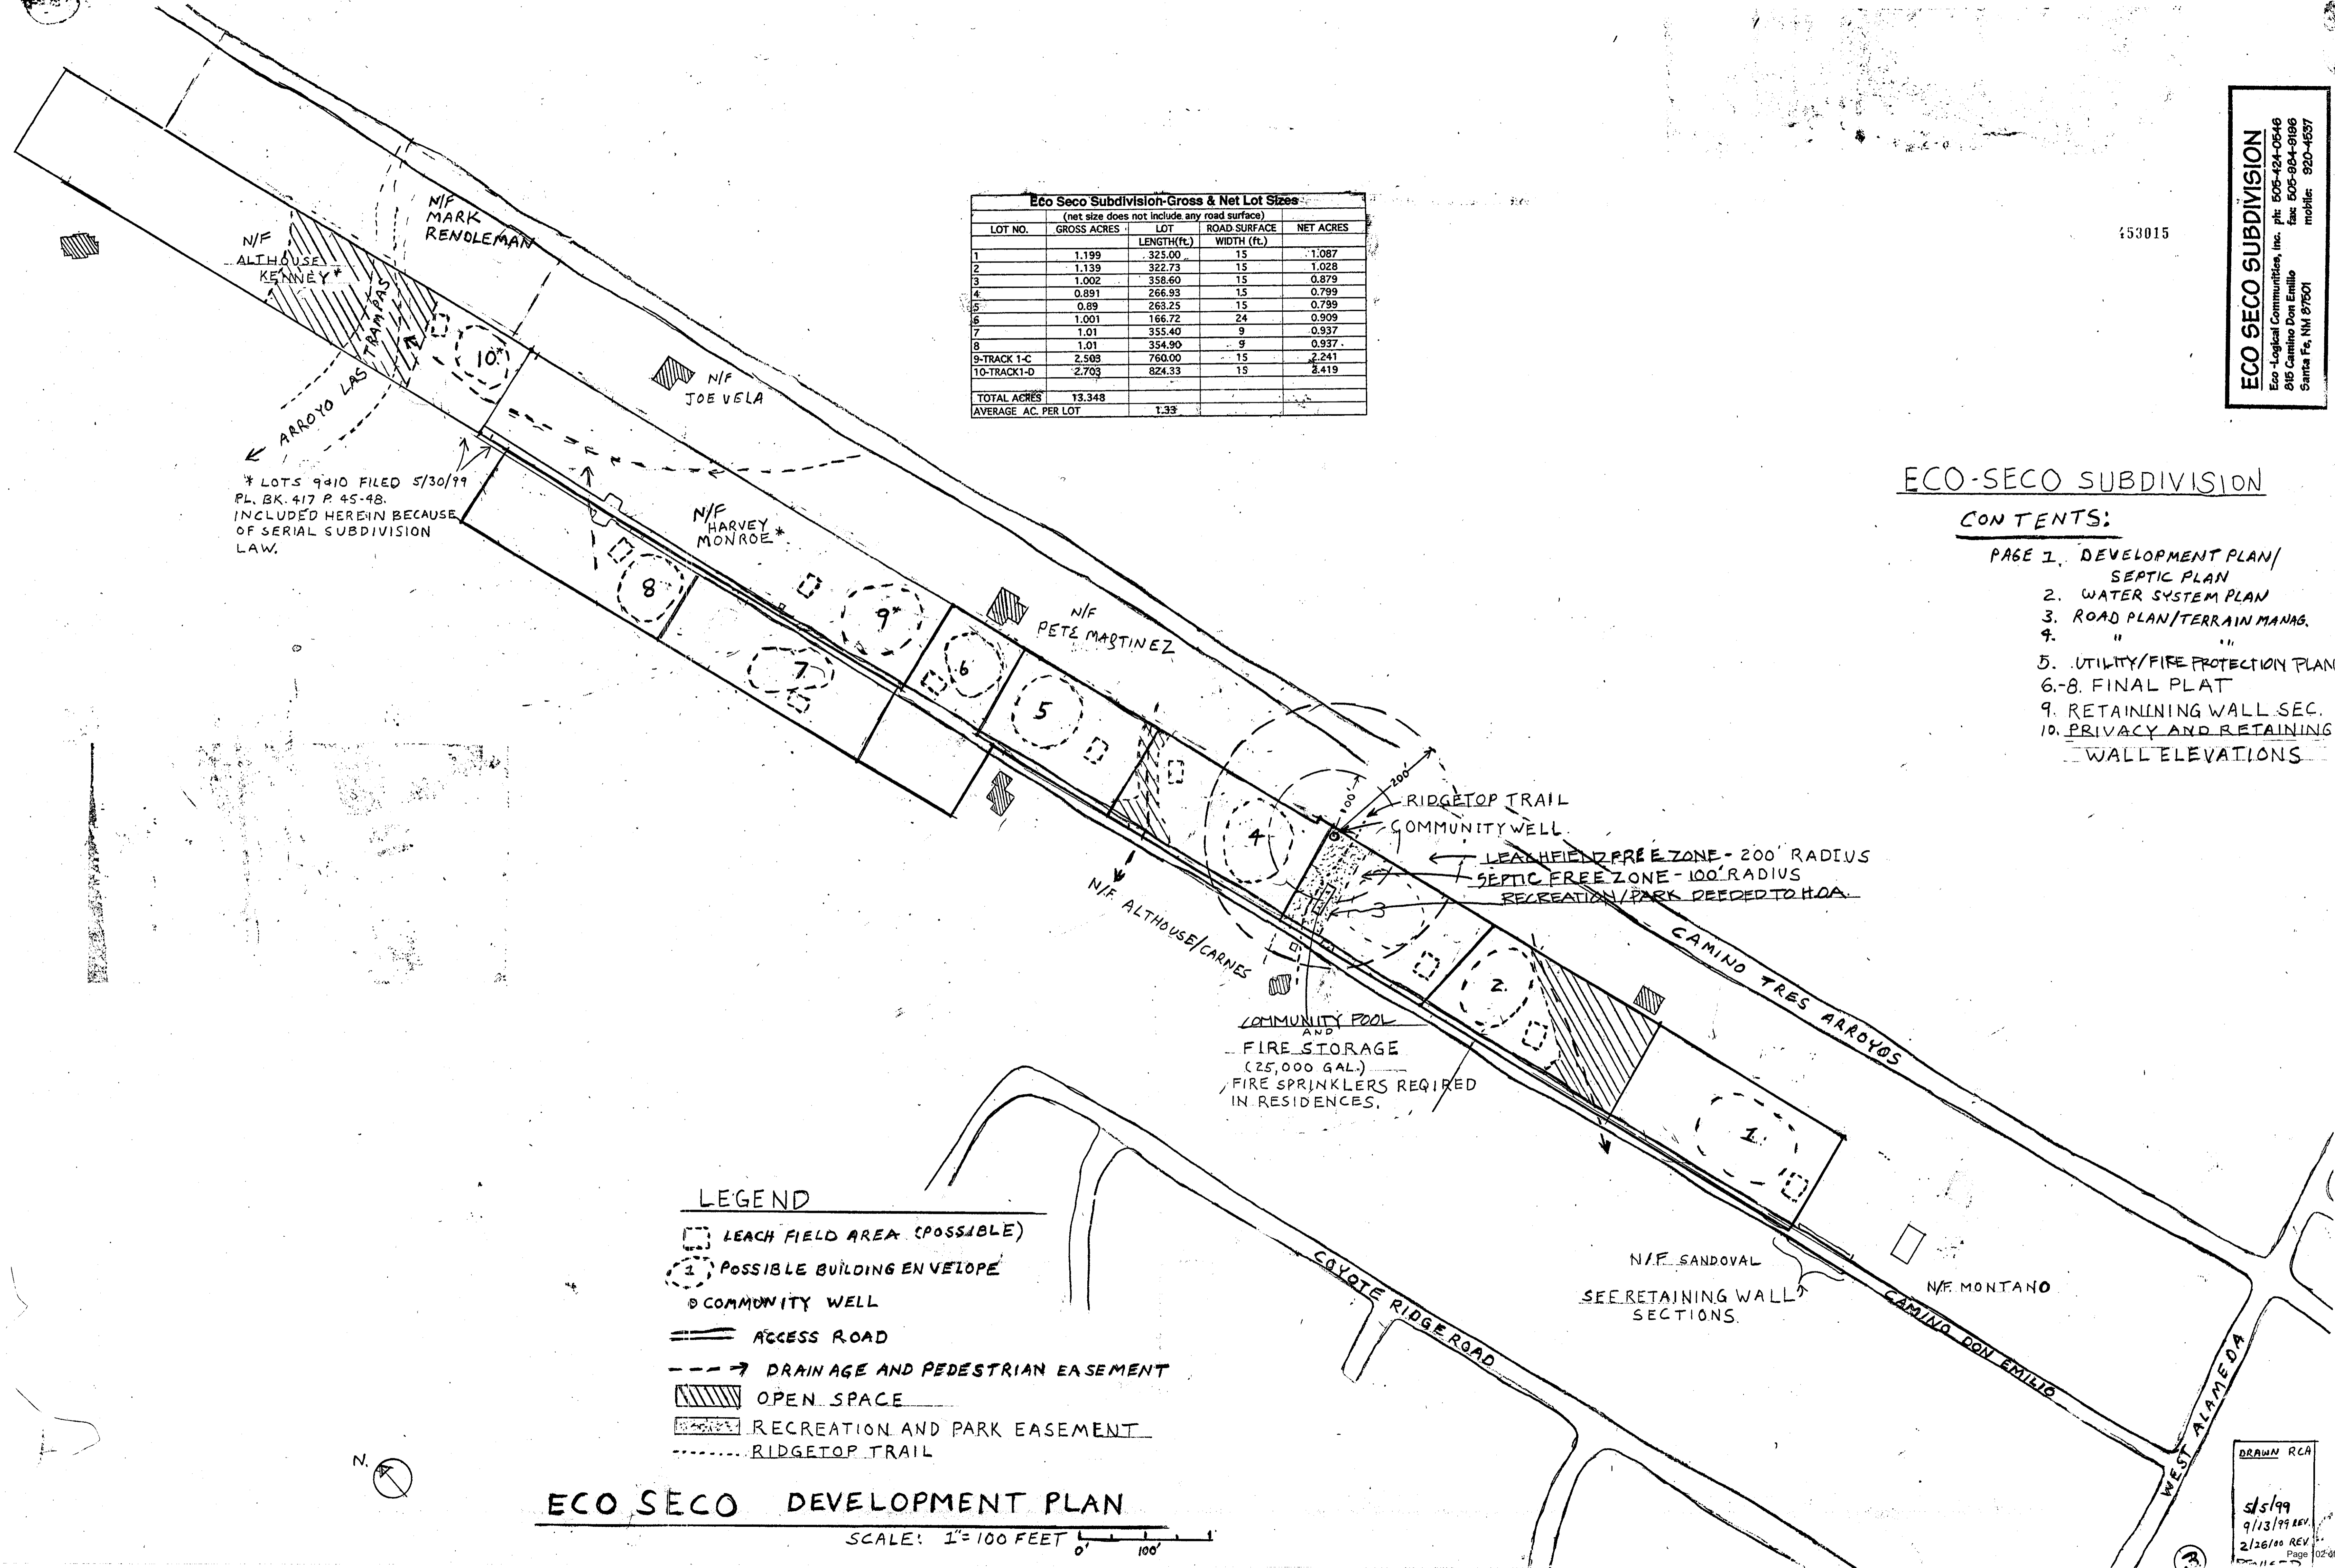 Eco Seco Subdivision-Gross & Net Lot Sizes
(net size does not include any road surface)
LOT NO. GROSS ACRES LOT ROAD SURFACE NET ACRES
LENGTH(ft.) WIDTH (ft.)
1 1.199 325.00 15 1.087
2 1.139 322.73 15 1.028
3 1.002 358.60 15 0.879
4 0.891 266.93 15 0.799
5 0.89 263.25 15 0.799
6 1.001 166.72 24 0.909
7 1.01 355.40 9 0.937
8 1.01 354.90 9 0.937
9-TRACK 1-C 2.503 760.00 15 2.241
10-TRACK1-D 2.703 824.33 15 2.419
TOTAL ACRES 13.348
AVERAGE AC. PER LOT 1.33
453015
ECO SECO SUBDIVISION
Eco-Logical Communities, Inc. ph: 505-424-0546
815 Camino Don Emilio fax: 505-984-9196
Santa Fe, NM 87501 mobile: 920-4537
ECO-SECO SUBDIVISION
CONTENTS:
PAGE 1. DEVELOPMENT PLAN/
SEPTIC PLAN
2. WATER SYSTEM PLAN
3. ROAD PLAN/TERRAIN MANAG.
4. " "
5. UTILITY/FIRE PROTECTION PLAN
6.-8. FINAL PLAT
9. RETAINING WALL SEC.
10. PRIVACY AND RETAINING
WALL ELEVATIONS
N/F
MARK
RENDLEMAN
N/F
ALTHOUSE
KENNEY*
ARROYO LAS TRAMPAS
10*
N/F
JOE VELA
* LOTS 9&10 FILED 5/30/99
PL. BK. 417 P. 45-48.
INCLUDED HEREIN BECAUSE
OF SERIAL SUBDIVISION
LAW.
N/F
HARVEY
MONROE*
8
9*
7
6
N/F
PETE MARTINEZ
5
4
3
2.
1.
100'
200'
RIDGETOP TRAIL
COMMUNITY WELL.
LEACHFIELD FREE ZONE - 200' RADIUS
SEPTIC FREE ZONE - 100' RADIUS
RECREATION/PARK DEEDED TO H.O.A.
N/F ALTHOUSE/CARNES
COMMUNITY POOL
AND
FIRE STORAGE
(25,000 GAL.)
FIRE SPRINKLERS REQIRED
IN RESIDENCES.
CAMINO TRES ARROYOS
N/F SANDOVAL
SEE RETAINING WALL
SECTIONS.
N/F. MONTANO
CAMINO DON EMILIO
WEST ALAMEDA
COYOTE RIDGE ROAD
LEGEND
LEACH FIELD AREA (POSSIBLE)
1 POSSIBLE BUILDING ENVELOPE
COMMUNITY WELL
ACCESS ROAD
DRAINAGE AND PEDESTRIAN EASEMENT
OPEN SPACE
RECREATION AND PARK EASEMENT
RIDGETOP TRAIL
N.
ECO SECO DEVELOPMENT PLAN
SCALE: 1"=100 FEET
0' 100'
DRAWN RCA
5/5/99
9/13/99 REV.
2/26/00 REV.
3
Page